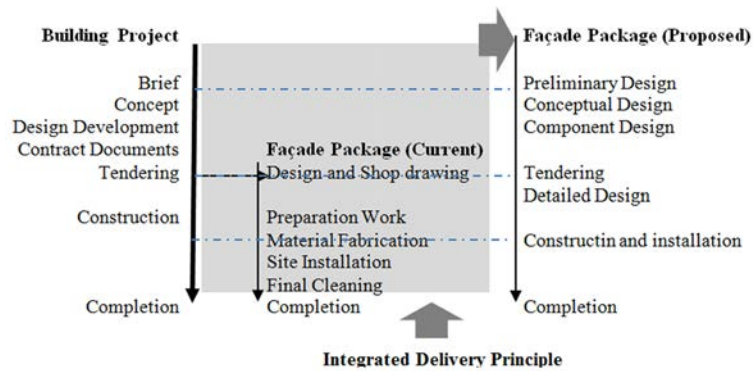 Building Project
Façade Package (Proposed)
Brief
Concept
Design Development
Contract Documents
Tendering
Construction
Completion
Façade Package (Current)
Design and Shop drawing
Preparation Work
Material Fabrication
Site Installation
Final Cleaning
Completion
Preliminary Design
Conceptual Design
Component Design
Tendering
Detailed Design
Constructin and installation
Completion
Integrated Delivery Principle